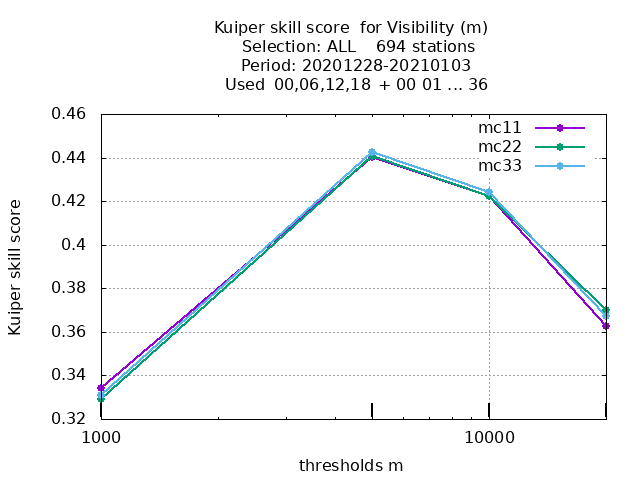 Kuiper skill score  for Visibility (m)
Selection: ALL    694 stations
Period: 20201228-20210103
Used  00,06,12,18  + 00 01 ... 36
0.46
mc11
mc22
0.44
mc33
0.42
0.4
Kuiper skill score
0.38
0.36
0.34
0.32
1000
10000
thresholds m